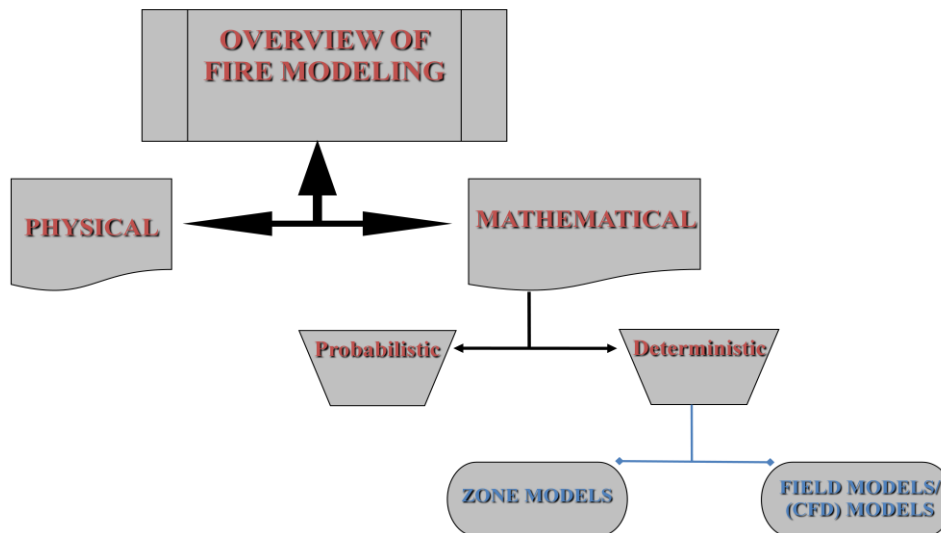 OVERVIEW OF
FIRE MODELING
PHYSICAL
MATHEMATICAL
Probabilistic
Deterministic
ZONE MODELS
FIELD MODELS/
(CFD) MODELS